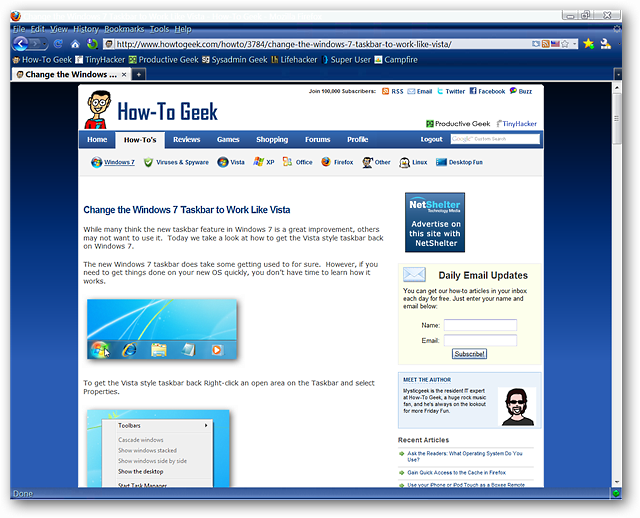 File Edit View History Bookmarks Tools Help
http://www.howtogeek.com/howto/3784/change-the-windows-7-taskbar-to-work-like-vista/
How-To Geek TinyHacker Productive Geek Sysadmin Geek Lifehacker Super User Campfire
Change the Windows ...
Join 100,000 Subscribers: RSS Email Twitter Facebook Buzz
How-To Geek
Productive Geek TinyHacker
Home How-To's Reviews Games Shopping Forums Profile Logout Google Custom Search
Windows 7 Viruses & Spyware Vista XP Office Firefox Other Linux Desktop Fun
Change the Windows 7 Taskbar to Work Like Vista
While many think the new taskbar feature in Windows 7 is a great improvement, others
may not want to use it. Today we take a look at how to get the Vista style taskbar back
on Windows 7.
The new Windows 7 taskbar does take some getting used to for sure. However, if you
need to get things done on your new OS quickly, you don't have time to learn how it
works.
To get the Vista style taskbar back Right-click an open area on the Taskbar and select
Properties.
Toolbars
Cascade windows
Show windows stacked
Show windows side by side
Show the desktop
Start Task Manager
NetShelter
Technology Media
Advertise on
this site with
NetShelter
Daily Email Updates
You can get our how-to articles in your inbox
each day for free. Just enter your name and
email below:
Name:
Email:
Subscribe!
MEET THE AUTHOR
Mysticgeek is the resident IT expert
at How-To Geek, a huge rock music
fan, and he's always on the lookout
for more Friday Fun.
Recent Articles
Ask the Readers: What Operating System Do You
Use?
Gain Quick Access to the Cache in Firefox
Use your iPhone or iPod Touch as a Boxee Remote
Done